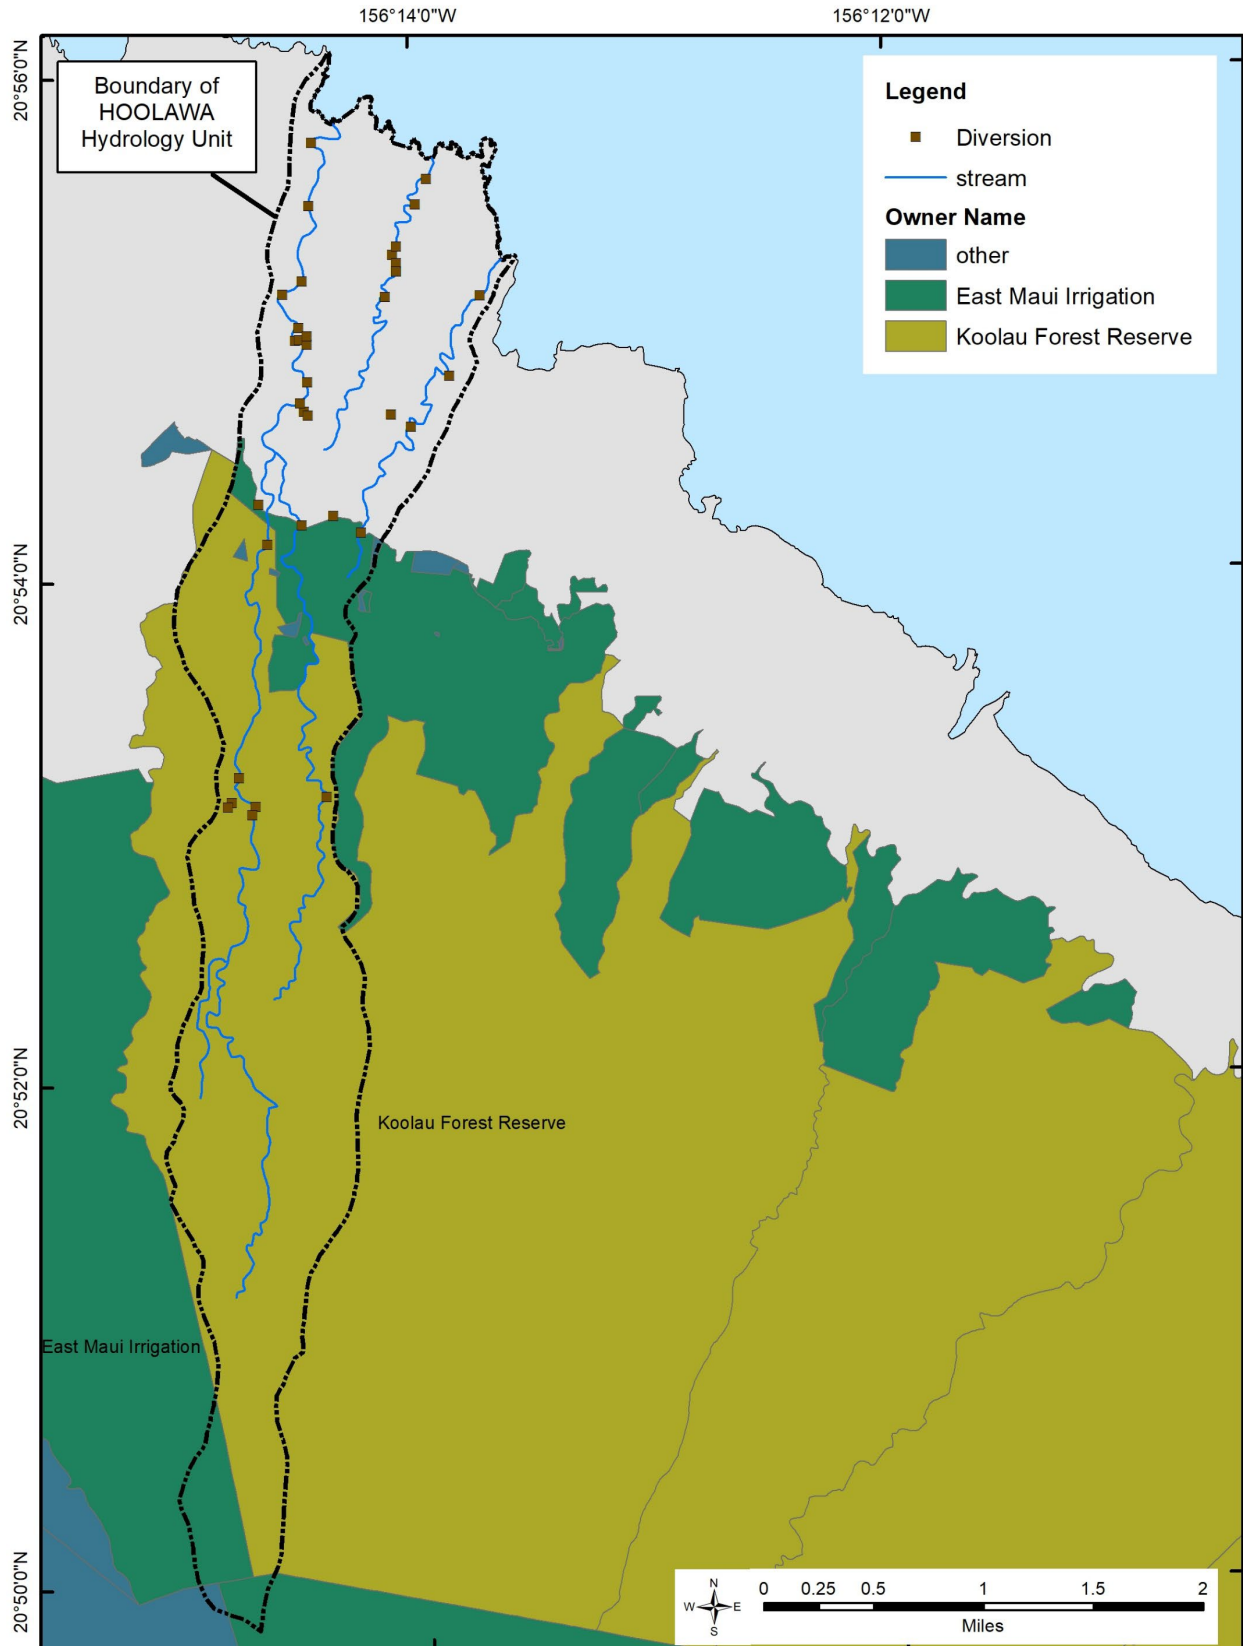 156°14'0"W
156°12'0"W
20°56'0"N
Boundary of
HOOLAWA
Hydrology Unit
Legend
Diversion
stream
Owner Name
other
East Maui Irrigation
Koolau Forest Reserve
20°54'0"N
20°52'0"N
Koolau Forest Reserve
East Maui Irrigation
20°50'0"N
N
W E
S
0 0.25 0.5 1 1.5 2
Miles